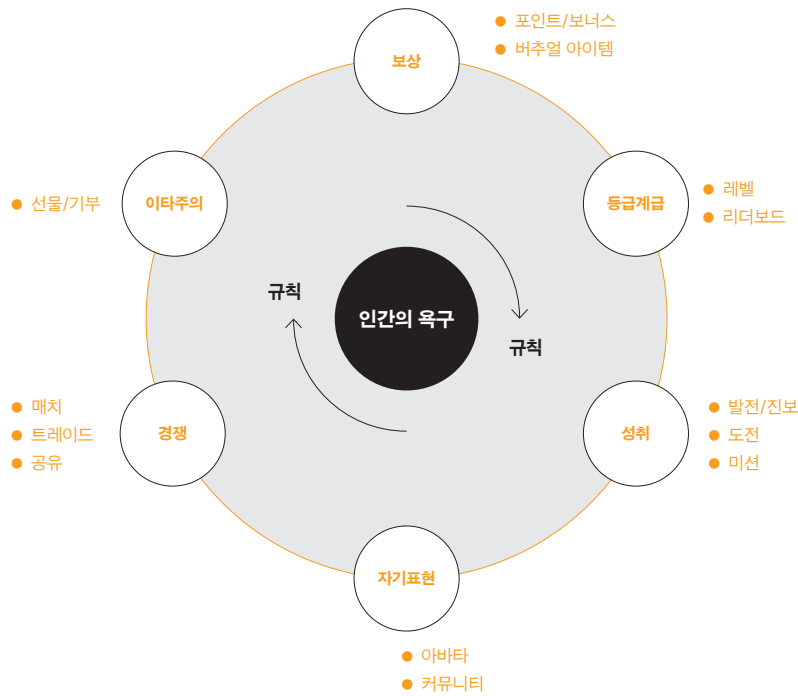 포인트/보너스
버추얼 아이템
보상
이타주의
선물/기부
등급계급
레벨
리더보드
규칙
인간의 욕구
규칙
매치
트레이드
공유
경쟁
성취
발전/진보
도전
미션
자기표현
아바타
커뮤니티